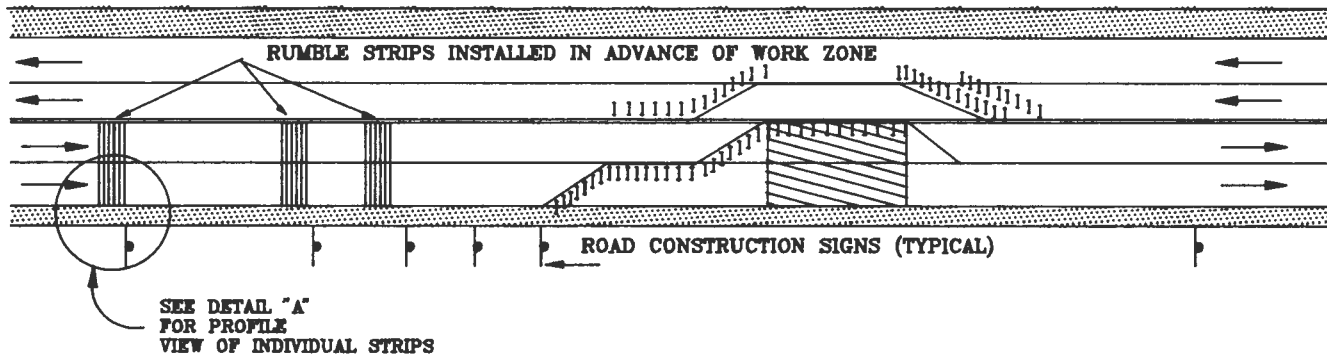 RUMBLE STRIPS INSTALLED IN ADVANCE OF WORK ZONE
ROAD CONSTRUCTION SIGNS (TYPICAL)
SEE DETAIL "A"
FOR PROFILE
VIEW OF INDIVIDUAL STRIPS